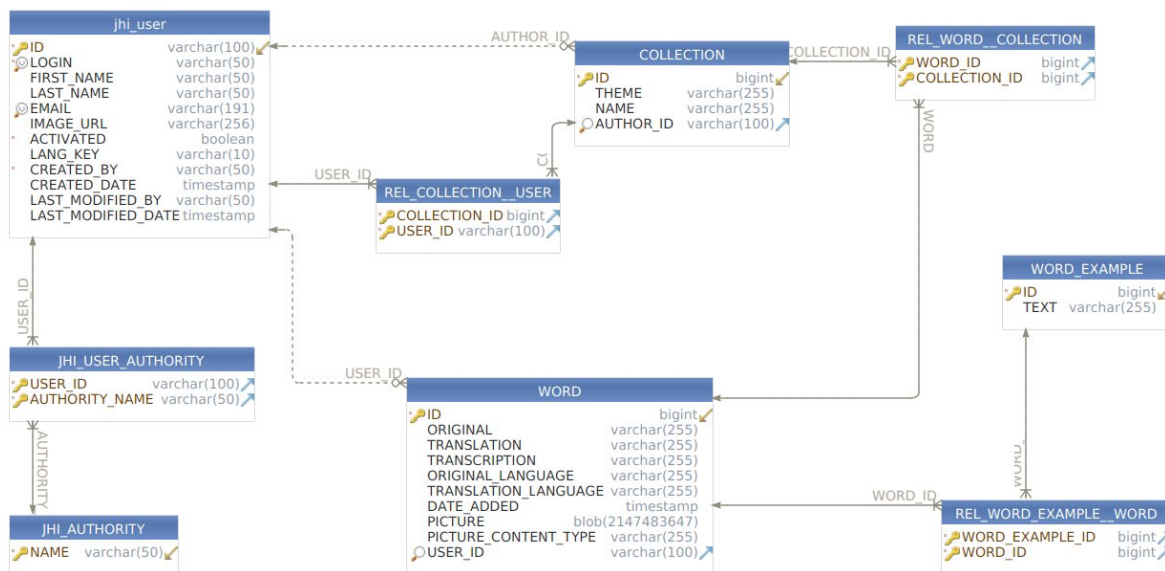 jhi_user
ID varchar(100)
LOGIN varchar(50)
FIRST_NAME varchar(50)
LAST_NAME varchar(50)
EMAIL varchar(191)
IMAGE_URL varchar(256)
ACTIVATED boolean
LANG_KEY varchar(10)
CREATED_BY varchar(50)
CREATED_DATE timestamp
LAST_MODIFIED_BY varchar(50)
LAST_MODIFIED_DATE timestamp
AUTHOR_ID
COLLECTION
ID bigint
THEME varchar(255)
NAME varchar(255)
AUTHOR_ID varchar(100)
COLLECTION_ID
REL_WORD__COLLECTION
WORD_ID bigint
COLLECTION_ID bigint
WORD
USER_ID
REL_COLLECTION__USER
COLLECTION_ID bigint
USER_ID varchar(100)
WORD_EXAMPLE
ID bigint
TEXT varchar(255)
USER_ID
JHI_USER_AUTHORITY
USER_ID varchar(100)
AUTHORITY_NAME varchar(50)
AUTHORITY
JHI_AUTHORITY
NAME varchar(50)
USER_ID
WORD
ID bigint
ORIGINAL varchar(255)
TRANSLATION varchar(255)
TRANSCRIPTION varchar(255)
ORIGINAL_LANGUAGE varchar(255)
TRANSLATION_LANGUAGE varchar(255)
DATE_ADDED timestamp
PICTURE blob(2147483647)
PICTURE_CONTENT_TYPE varchar(255)
USER_ID varchar(100)
WORD_ID
WORD_
REL_WORD_EXAMPLE__WORD
WORD_EXAMPLE_ID bigint
WORD_ID bigint